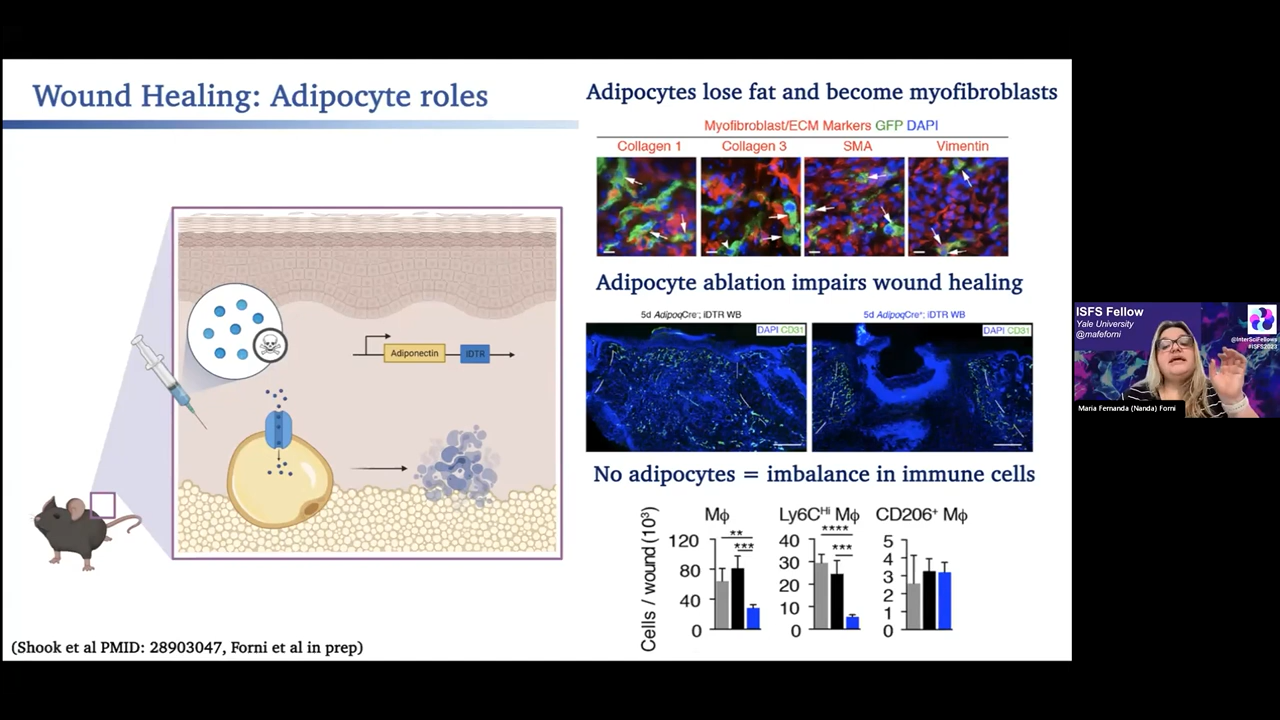 Wound Healing: Adipocyte roles
Adiponectin
iDTR
(Shook et al PMID: 28903047, Forni et al in prep)
Adipocytes lose fat and become myofibroblasts
Myofibroblast/ECM Markers GFP DAPI
Collagen 1 Collagen 3 SMA Vimentin
Adipocyte ablation impairs wound healing
5d AdipoqCre-; iDTR WB
5d AdipoqCre+; iDTR WB
DAPI CD31
DAPI CD31
No adipocytes = imbalance in immune cells
Cells / wound (10³)
Mϕ
**
***
120
80
40
0
Ly6Cᴴⁱ Mϕ
****
***
40
30
20
10
0
CD206⁺ Mϕ
5
4
3
2
1
0
ISFS Fellow
Yale University
@mafeforni
@InterSciFellows
#ISFS2023
Maria Fernanda (Nanda) Forni